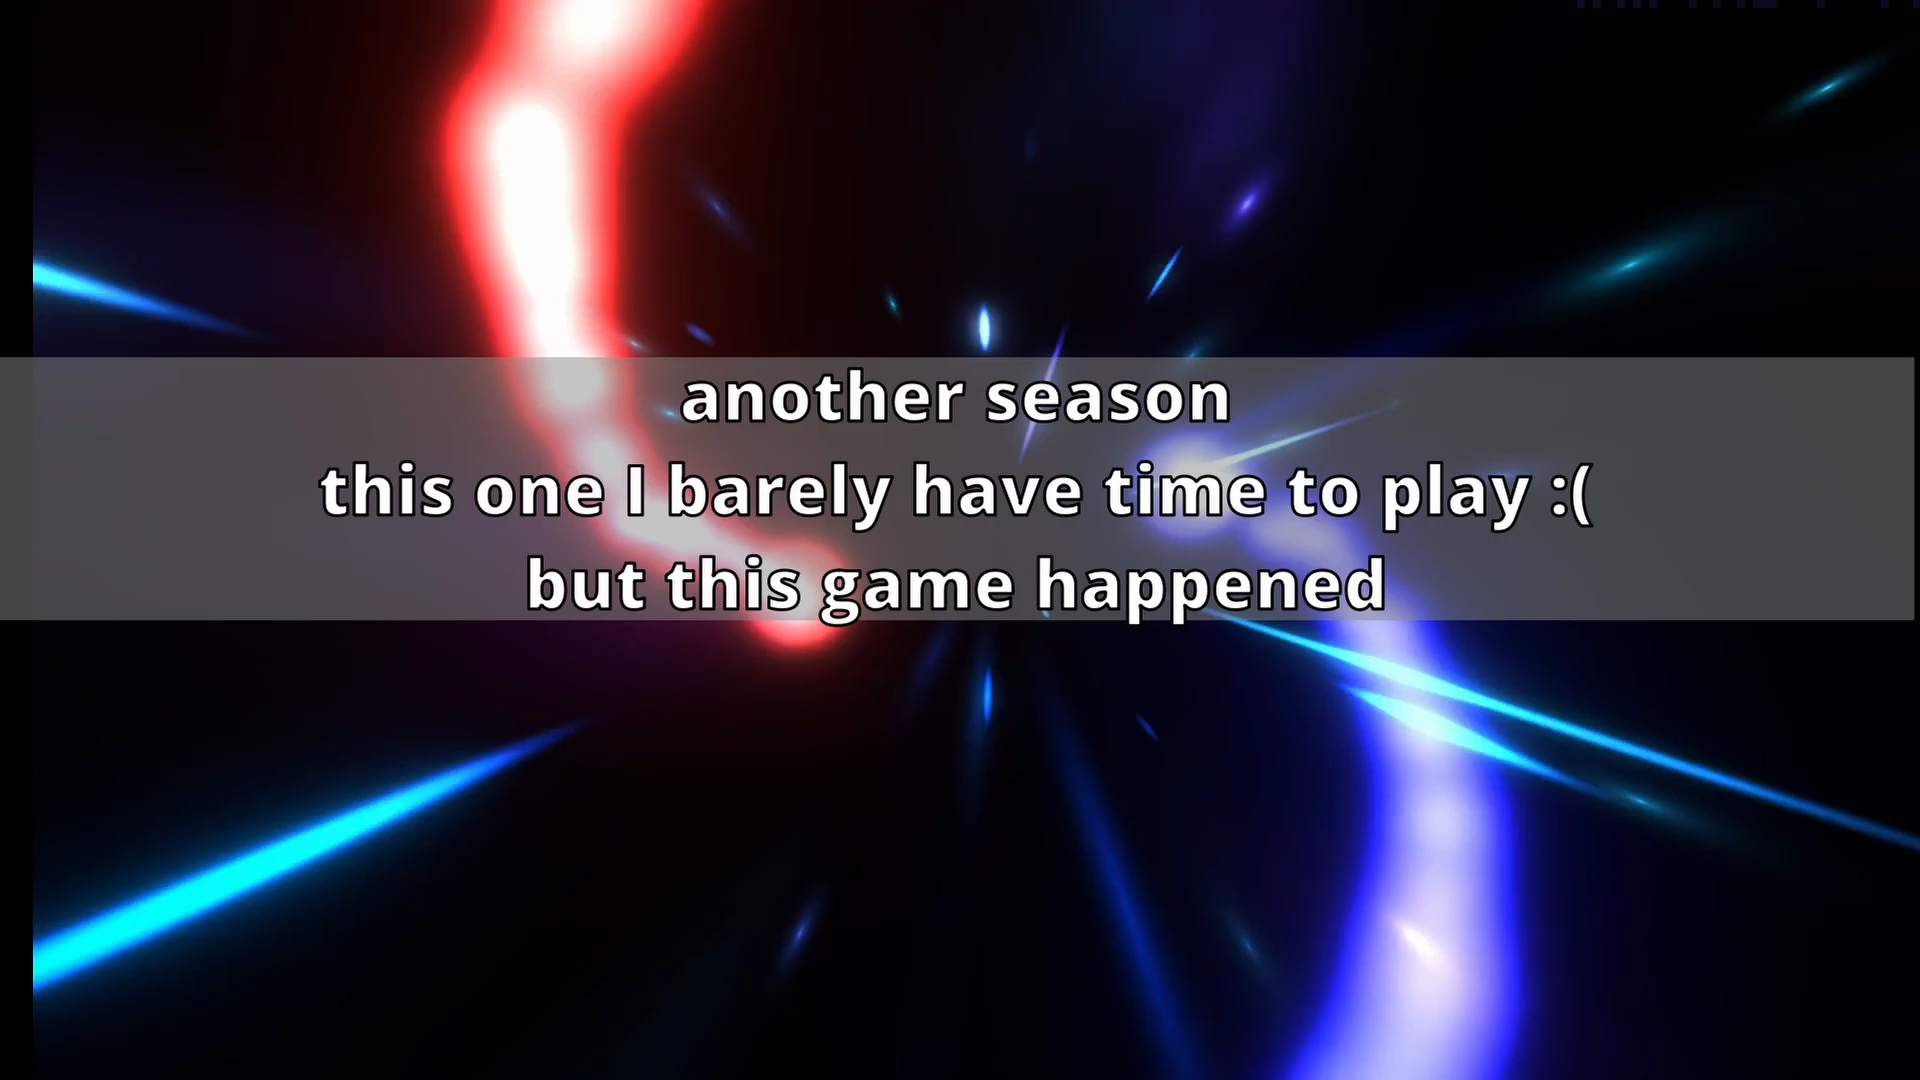 another season
this one I barely have time to play :(
but this game happened